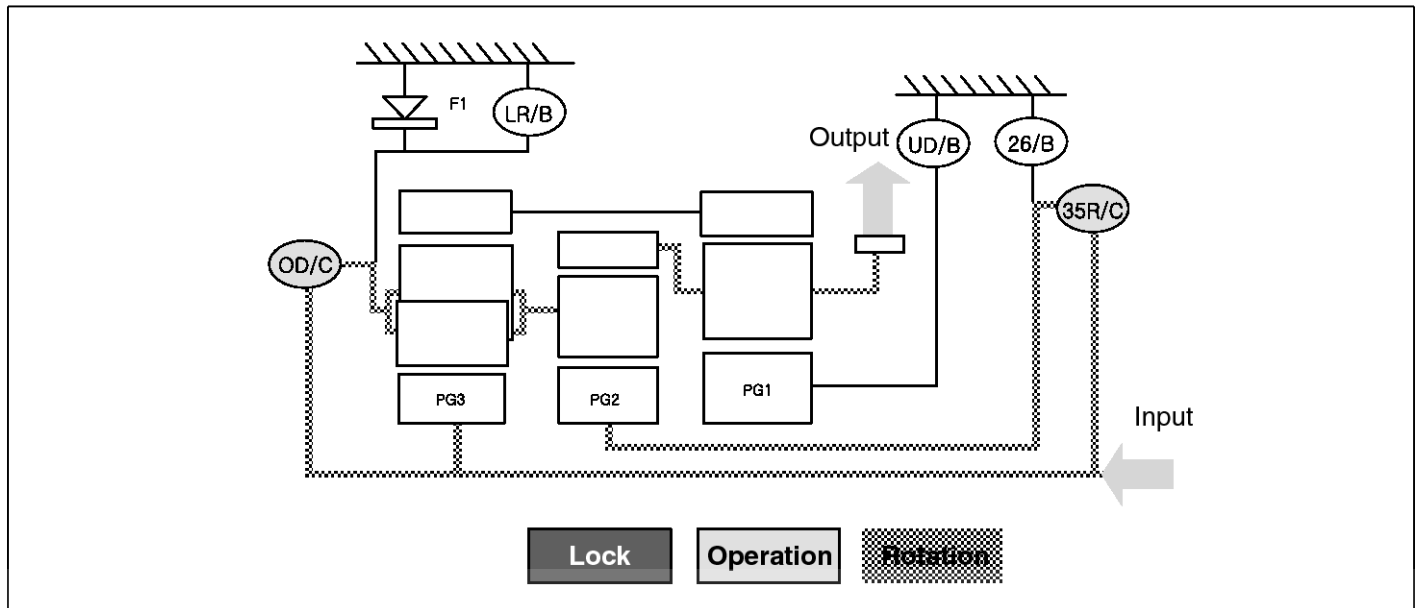 F1
LR/B
Output
UD/B
26/B
35R/C
OD/C
PG3
PG2
PG1
Input
Lock
Operation
Rotation